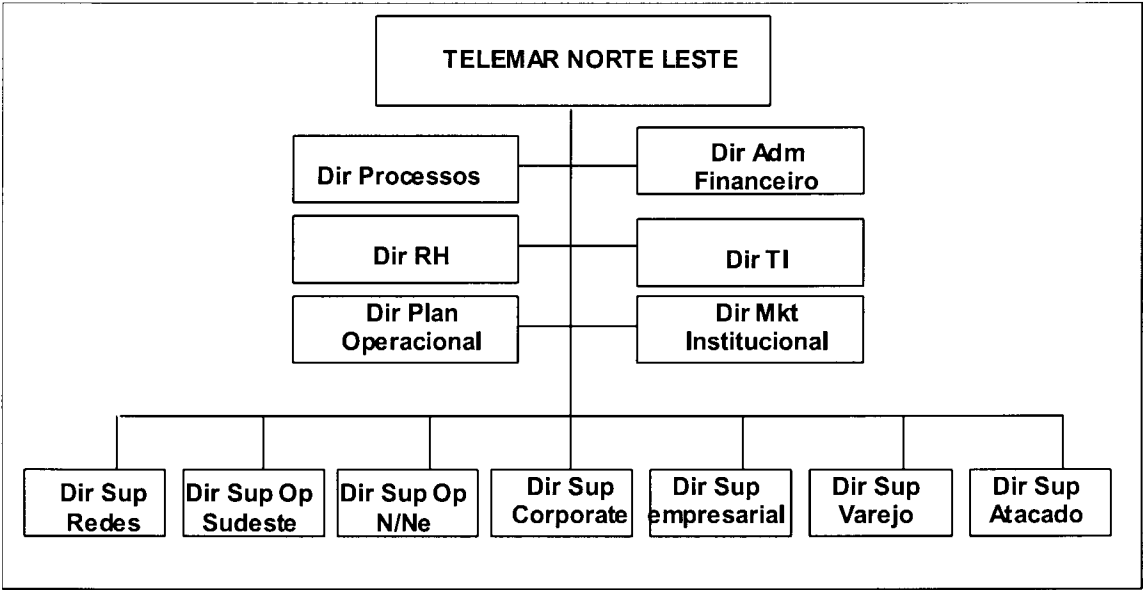 TELEMAR NORTE LESTE
Dir Processos
Dir Adm
Financeiro
Dir RH
Dir TI
Dir Plan
Operacional
Dir Mkt
Institucional
Dir Sup
Redes
Dir Sup Op
Sudeste
Dir Sup Op
N/Ne
Dir Sup
Corporate
Dir Sup
empresarial
Dir Sup
Varejo
Dir Sup
Atacado